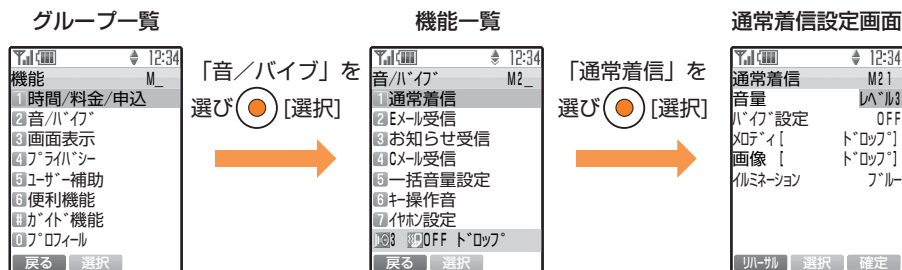 グループ一覧
12:34
機能 M_
1 時間/料金/申込
2 音/バイブ
3 画面表示
4 プライバシー
5 ユーザー補助
6 便利機能
# ガイド機能
0 プロフィール
戻る 選択
「音/バイブ」を
選び [選択]
機能一覧
12:34
音/バイブ M2_
1 通常着信
2 Eメール受信
3 お知らせ受信
4 Cメール受信
5 一括音量設定
6 キー操作音
7 イヤホン設定
3 OFF ドロップ
戻る 選択
「通常着信」を
選び [選択]
通常着信設定画面
12:34
通常着信 M21
音量 レベル3
バイブ設定 OFF
メロディ[ ドロップ]
画像 [ ドロップ]
イルミネーション ブルー
リハーサル 選択 確定